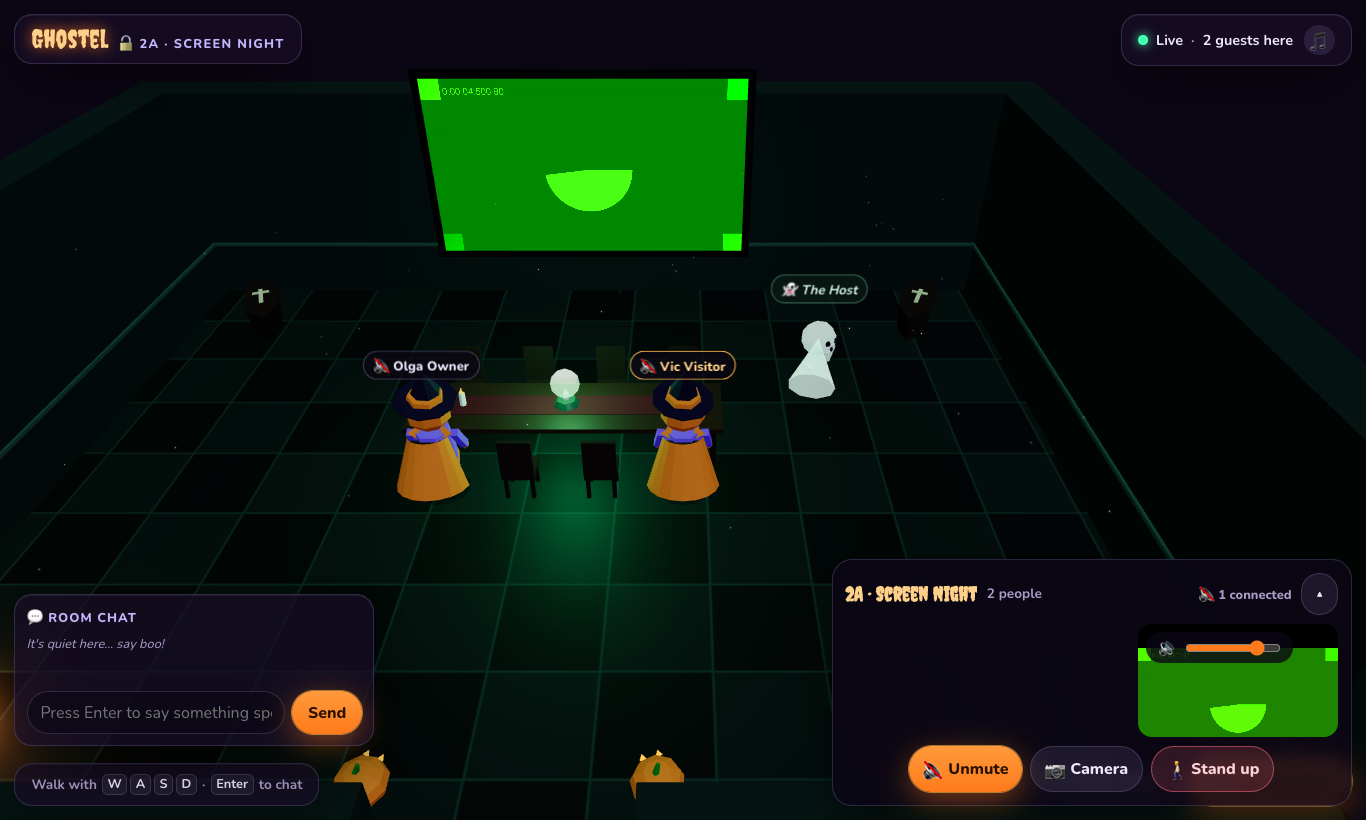 GHOSTEL 2A · SCREEN NIGHT
Live · 2 guests here
The Host
Olga Owner
Vic Visitor
2A · SCREEN NIGHT 2 people
1 connected
ROOM CHAT
It's quiet here… say boo!
Press Enter to say something sp
Send
Unmute
Camera
Stand up
Walk with W A S D · Enter to chat